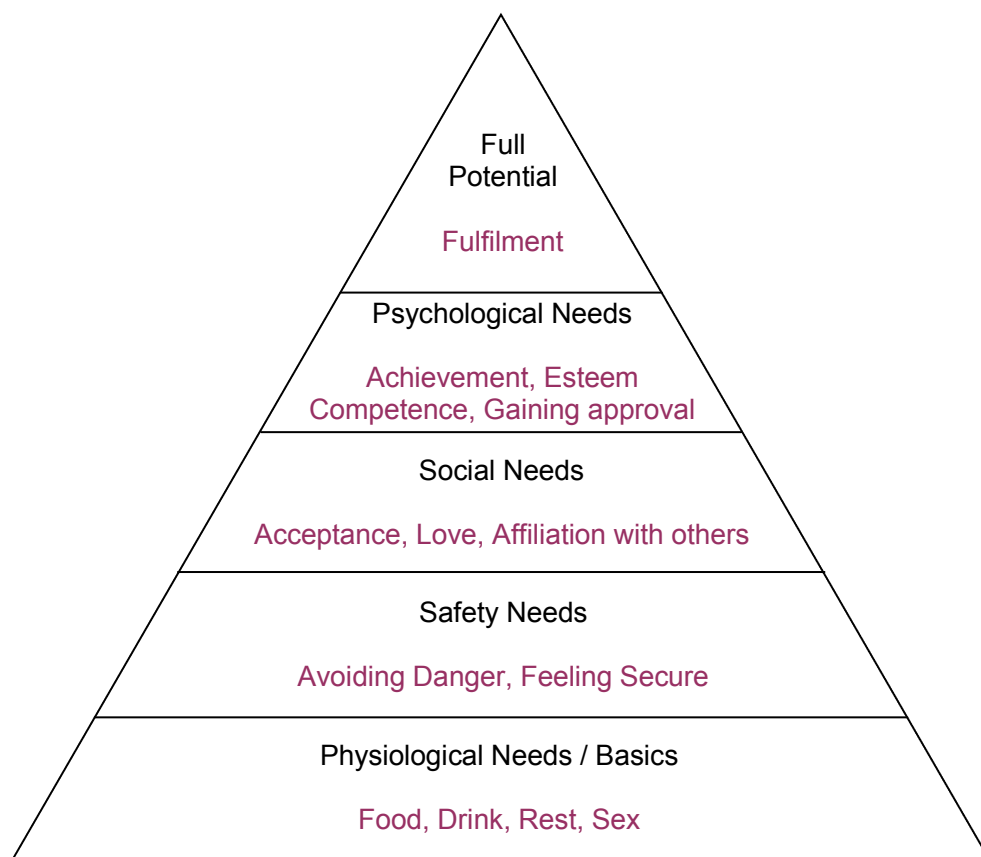 Full
Potential
Fulfilment
Psychological Needs
Achievement, Esteem
Competence, Gaining approval
Social Needs
Acceptance, Love, Affiliation with others
Safety Needs
Avoiding Danger, Feeling Secure
Physiological Needs / Basics
Food, Drink, Rest, Sex